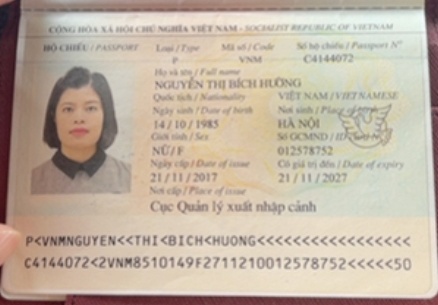 CỘNG HÒA XÃ HỘI CHỦ NGHĨA VIỆT NAM - SOCIALIST REPUBLIC OF VIETNAM
HỘ CHIẾU / PASSPORT Loại / Type Mã số / Code Số hộ chiếu / Passport Nº
P VNM C4144072
Họ và tên / Full name
NGUYỄN THỊ BÍCH HƯỜNG
Quốc tịch / Nationality VIỆT NAM / VIETNAMESE
Ngày sinh / Date of birth Nơi sinh / Place of birth
14 / 10 / 1985 HÀ NỘI
Giới tính / Sex Số GCMND / ID
NỮ / F 012578752
Ngày cấp / Date of issue Có giá trị đến / Date of expiry
21 / 11 / 2017 21 / 11 / 2027
Nơi cấp / Place of issue
Cục Quản lý xuất nhập cảnh
P<VNMNGUYEN<<THI<BICH<HUONG<<<<<<<<<<<<<<<<<
C4144072<2VNM8510149F2711210012578752<<<<<50